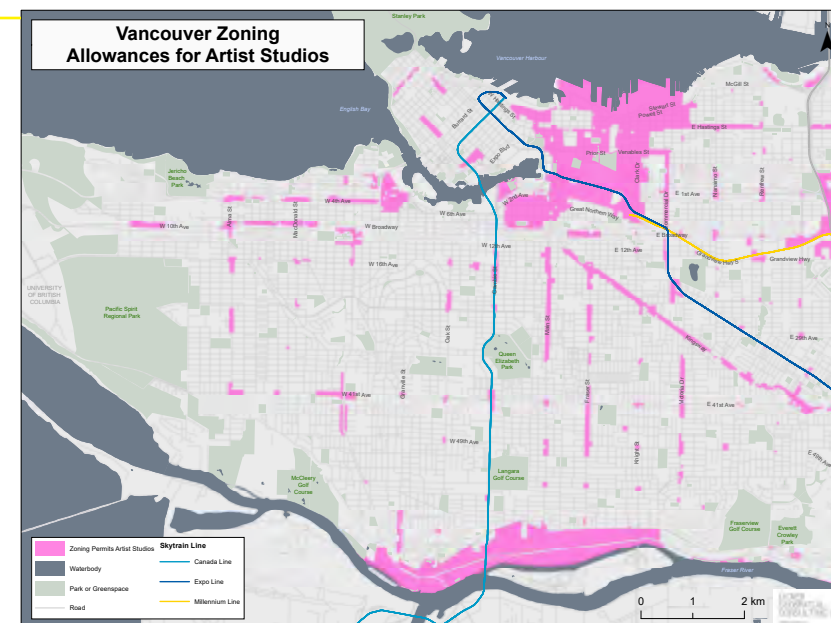 Vancouver Zoning
Allowances for Artist Studios
Stanley Park
Vancouver Harbour
English Bay
McGill St
Stewart St
Powell St
E Hastings St
E Hastings St
Burrard St
Expo Blvd
Prior St
Venables St
Clark Dr
Jericho
Beach
Park
W 4th Ave
W 2nd Ave
E 1st Ave
Nanaimo St
Renfrew St
Commercial Dr
Alma St
MacDonald St
W 10th Ave
W Broadway
W 6th Ave
Great Northern Way
E Broadway
W 12th Ave
E 12th Ave
Grandview Hwy S
Grandview Hwy
W 16th Ave
Cambie St
UNIVERSITY
OF BRITISH
COLUMBIA
Pacific Spirit
Regional Park
Oak St
Main St
Kingsway
E 29th Ave
Queen
Elizabeth
Park
Granville St
Fraser St
Victoria Dr
W 41st Ave
E 41st Ave
W 49th Ave
Knight St
E 49th Ave
McCleery
Golf
Course
Langara
Golf Course
Fraserview
Golf Course
Everett
Crowley
Park
Fraser River
Zoning Permits Artist Studios
Waterbody
Park or Greenspace
Road
Skytrain Line
Canada Line
Expo Line
Millennium Line
0 1 2 km